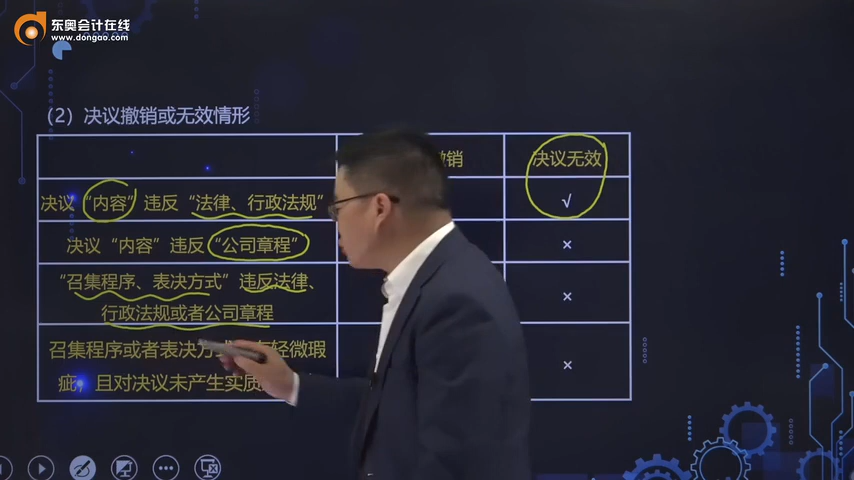 东奥会计在线
www.dongao.com
（2）决议撤销或无效情形
销
决议无效
决议“内容”违反“法律、行政法规”
√
决议“内容”违反“公司章程”
×
“召集程序、表决方式”违反法律、
行政法规或者公司章程
×
召集程序或者表决方式 轻微瑕
疵，且对决议未产生实质
×